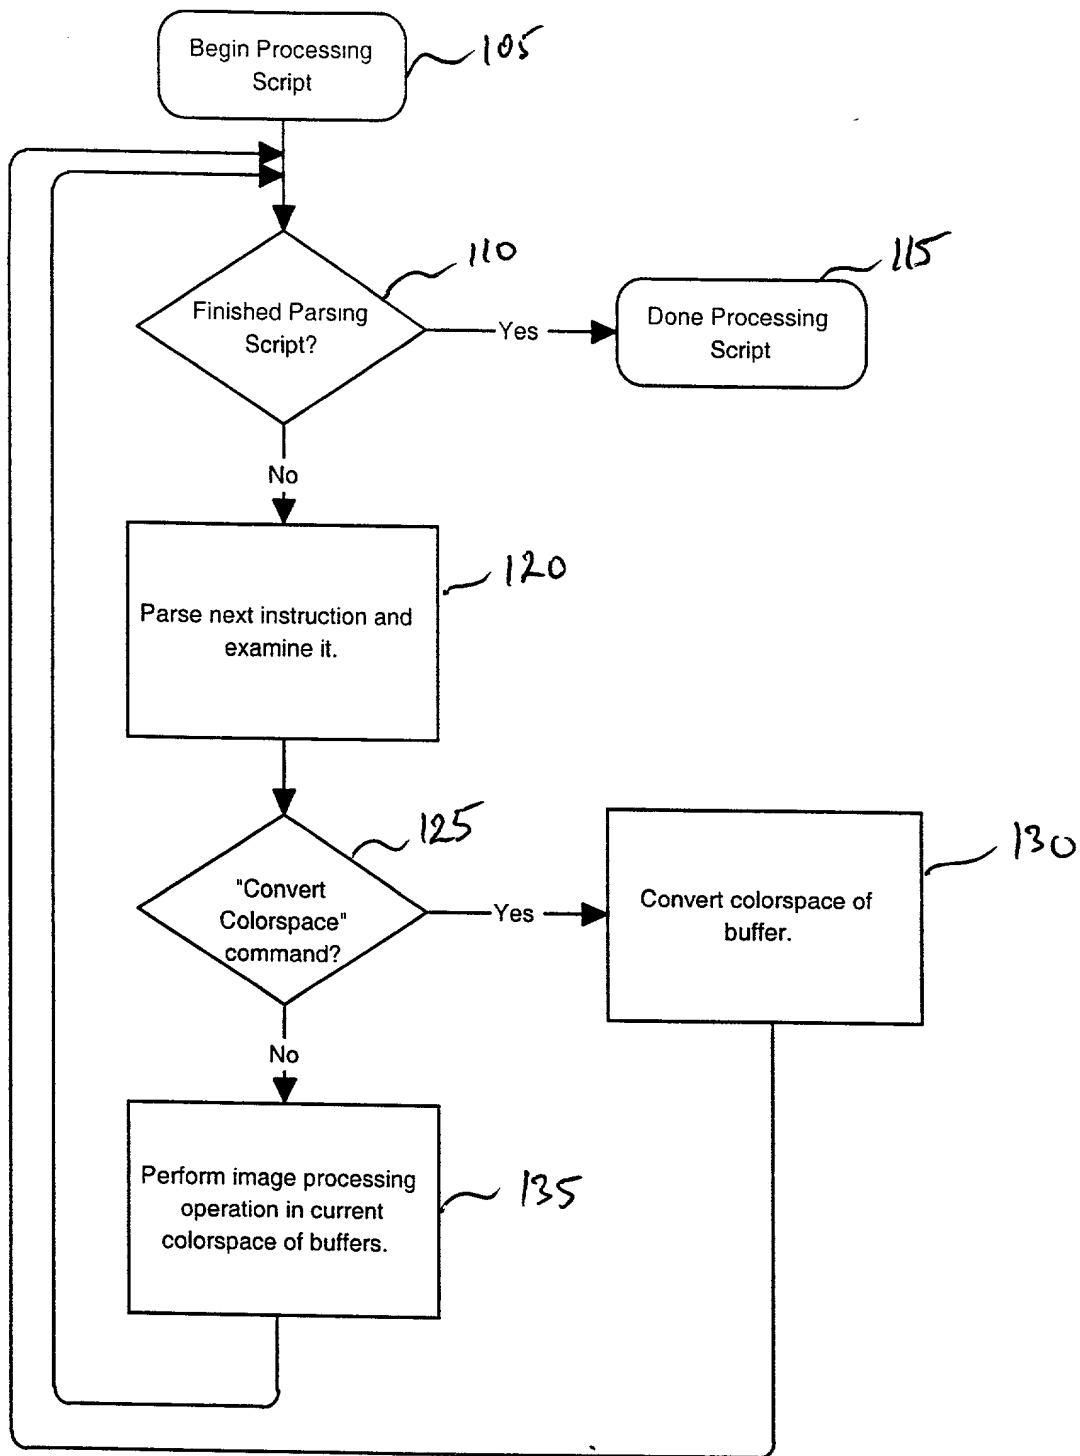 Begin Processing
Script
105
110
Finished Parsing
Script?
Yes
115
Done Processing
Script
No
120
Parse next instruction and
examine it.
125
"Convert
Colorspace"
command?
Yes
130
Convert colorspace of
buffer.
No
135
Perform image processing
operation in current
colorspace of buffers.